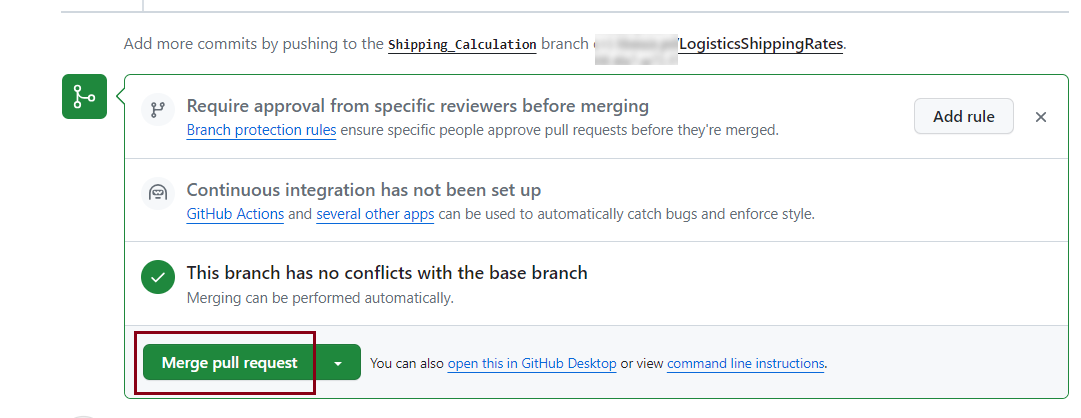 Add more commits by pushing to the Shipping_Calculation branch /LogisticsShippingRates.
Require approval from specific reviewers before merging
Branch protection rules ensure specific people approve pull requests before they're merged.
Add rule
Continuous integration has not been set up
GitHub Actions and several other apps can be used to automatically catch bugs and enforce style.
This branch has no conflicts with the base branch
Merging can be performed automatically.
Merge pull request
You can also open this in GitHub Desktop or view command line instructions.